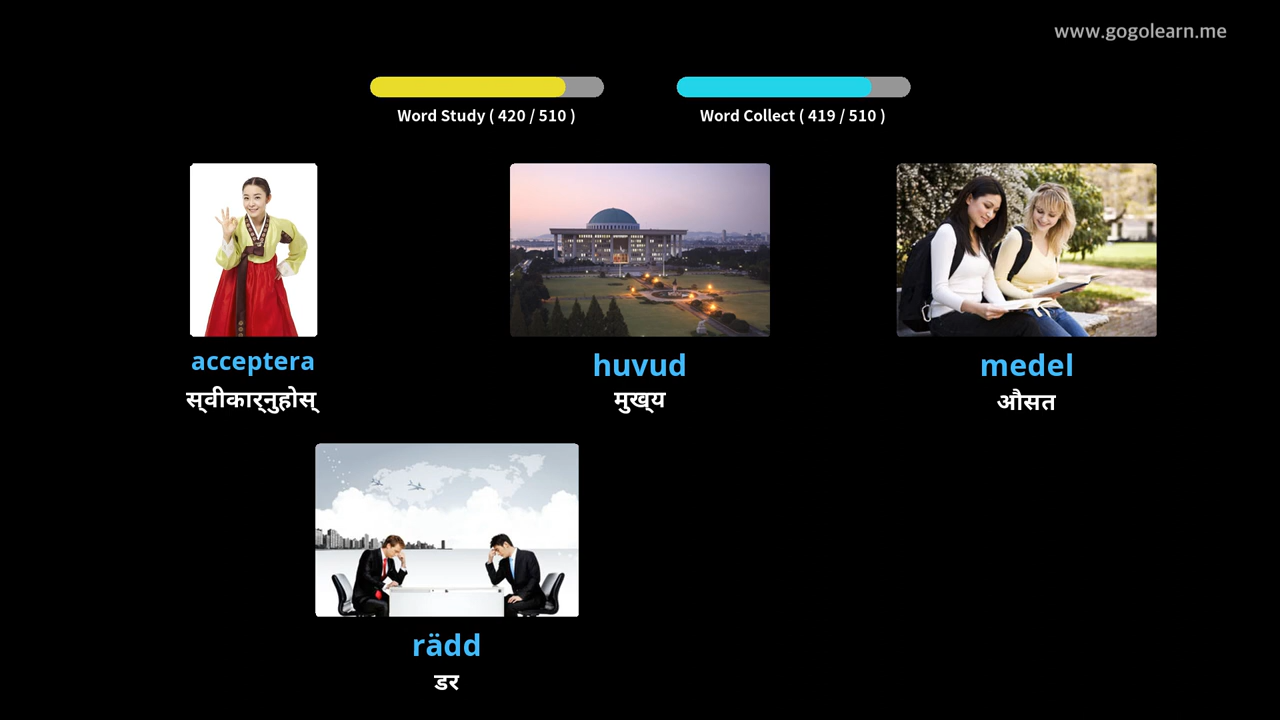 www.gogolearn.me
Word Study ( 420 / 510 )
Word Collect ( 419 / 510 )
acceptera
स्वीकार्नुहोस्
huvud
मुख्य
medel
औसत
rädd
डर